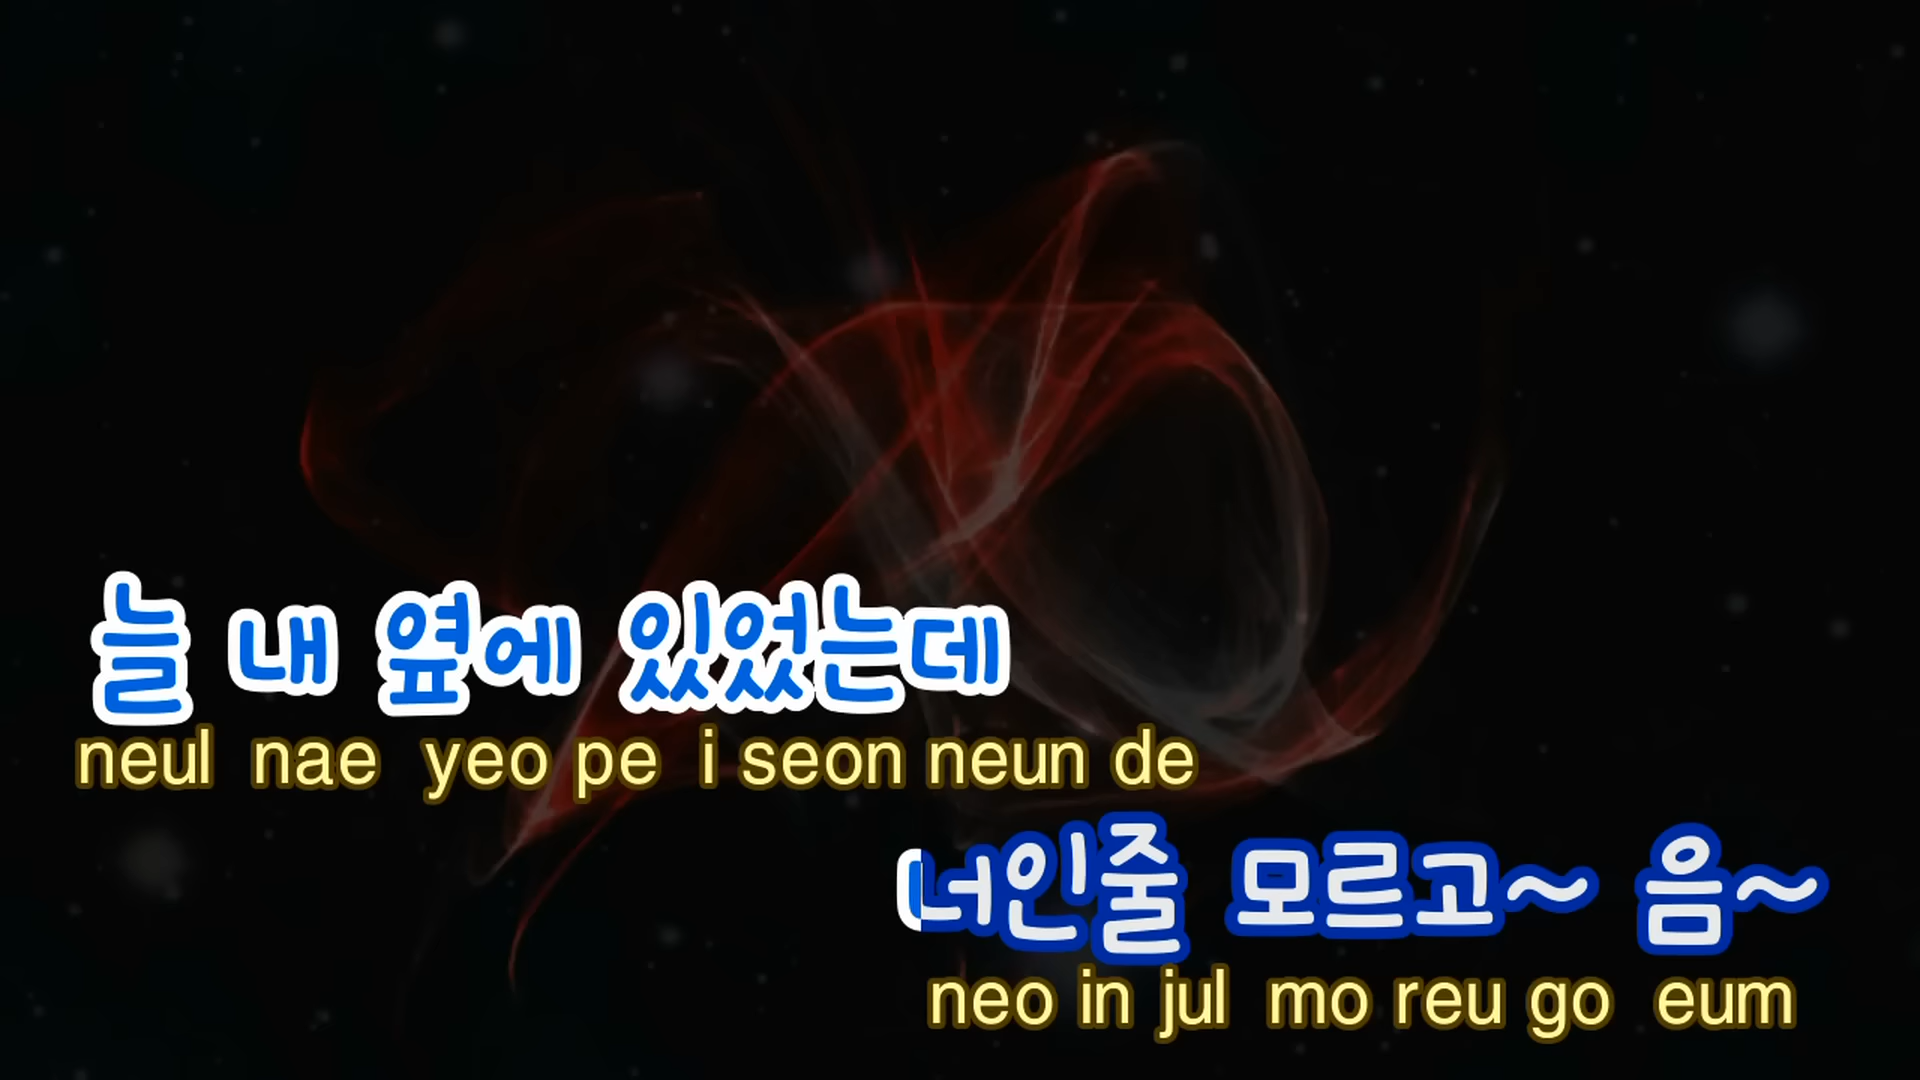 늘 내 옆에 있었는데
neul nae yeo pe i seon neun de
너인줄 모르고~ 음~
neo in jul mo reu go eum